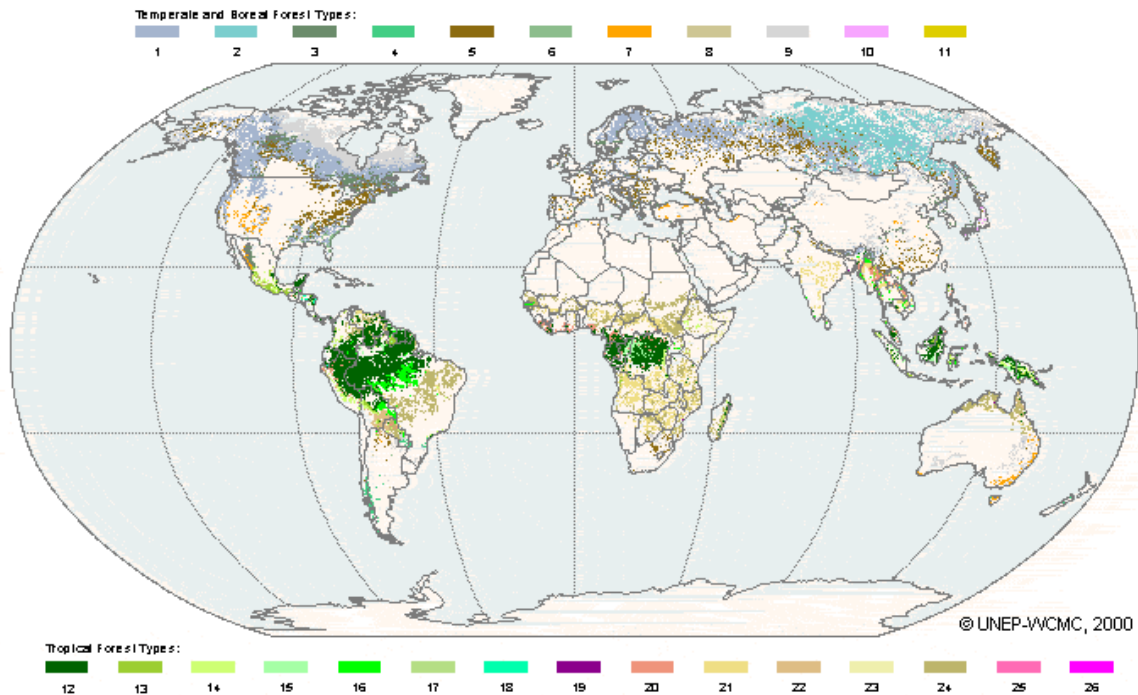 Temperate and Boreal Forest Types:
1 2 3 4 5 6 7 8 9 10 11
© UNEP-WCMC, 2000
Tropical Forest Types:
12 13 14 15 16 17 18 19 20 21 22 23 24 25 26